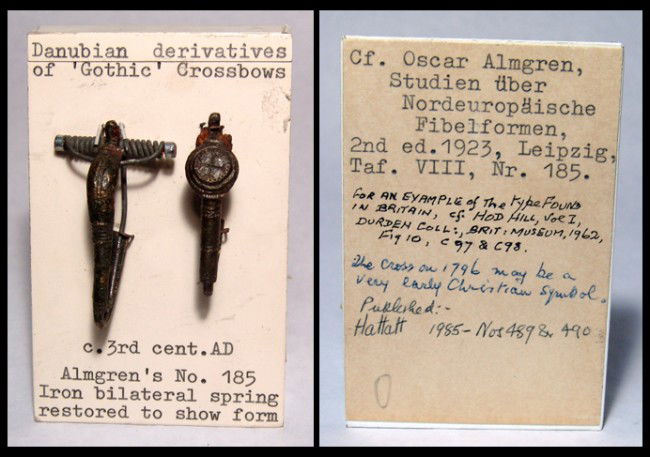 Danubian derivatives
of 'Gothic' Crossbows
c.3rd cent.AD
Almgren's No. 185
Iron bilateral spring
restored to show form
Cf. Oscar Almgren,
Studien über
Nordeuropäische
Fibelformen,
2nd ed.1923, Leipzig,
Taf. VIII, Nr. 185.
FOR AN EXAMPLE of The type FOUND
IN BRITAIN, cf. HOD HILL, Vol I,
DURDEN COLL:, BRIT: MUSEUM, 1962,
Fig 10, C 97 & C98.
The cross on 1796 may be a
very early Christian symbol.
Published:-
Hattatt 1985- Nos 489 & 490